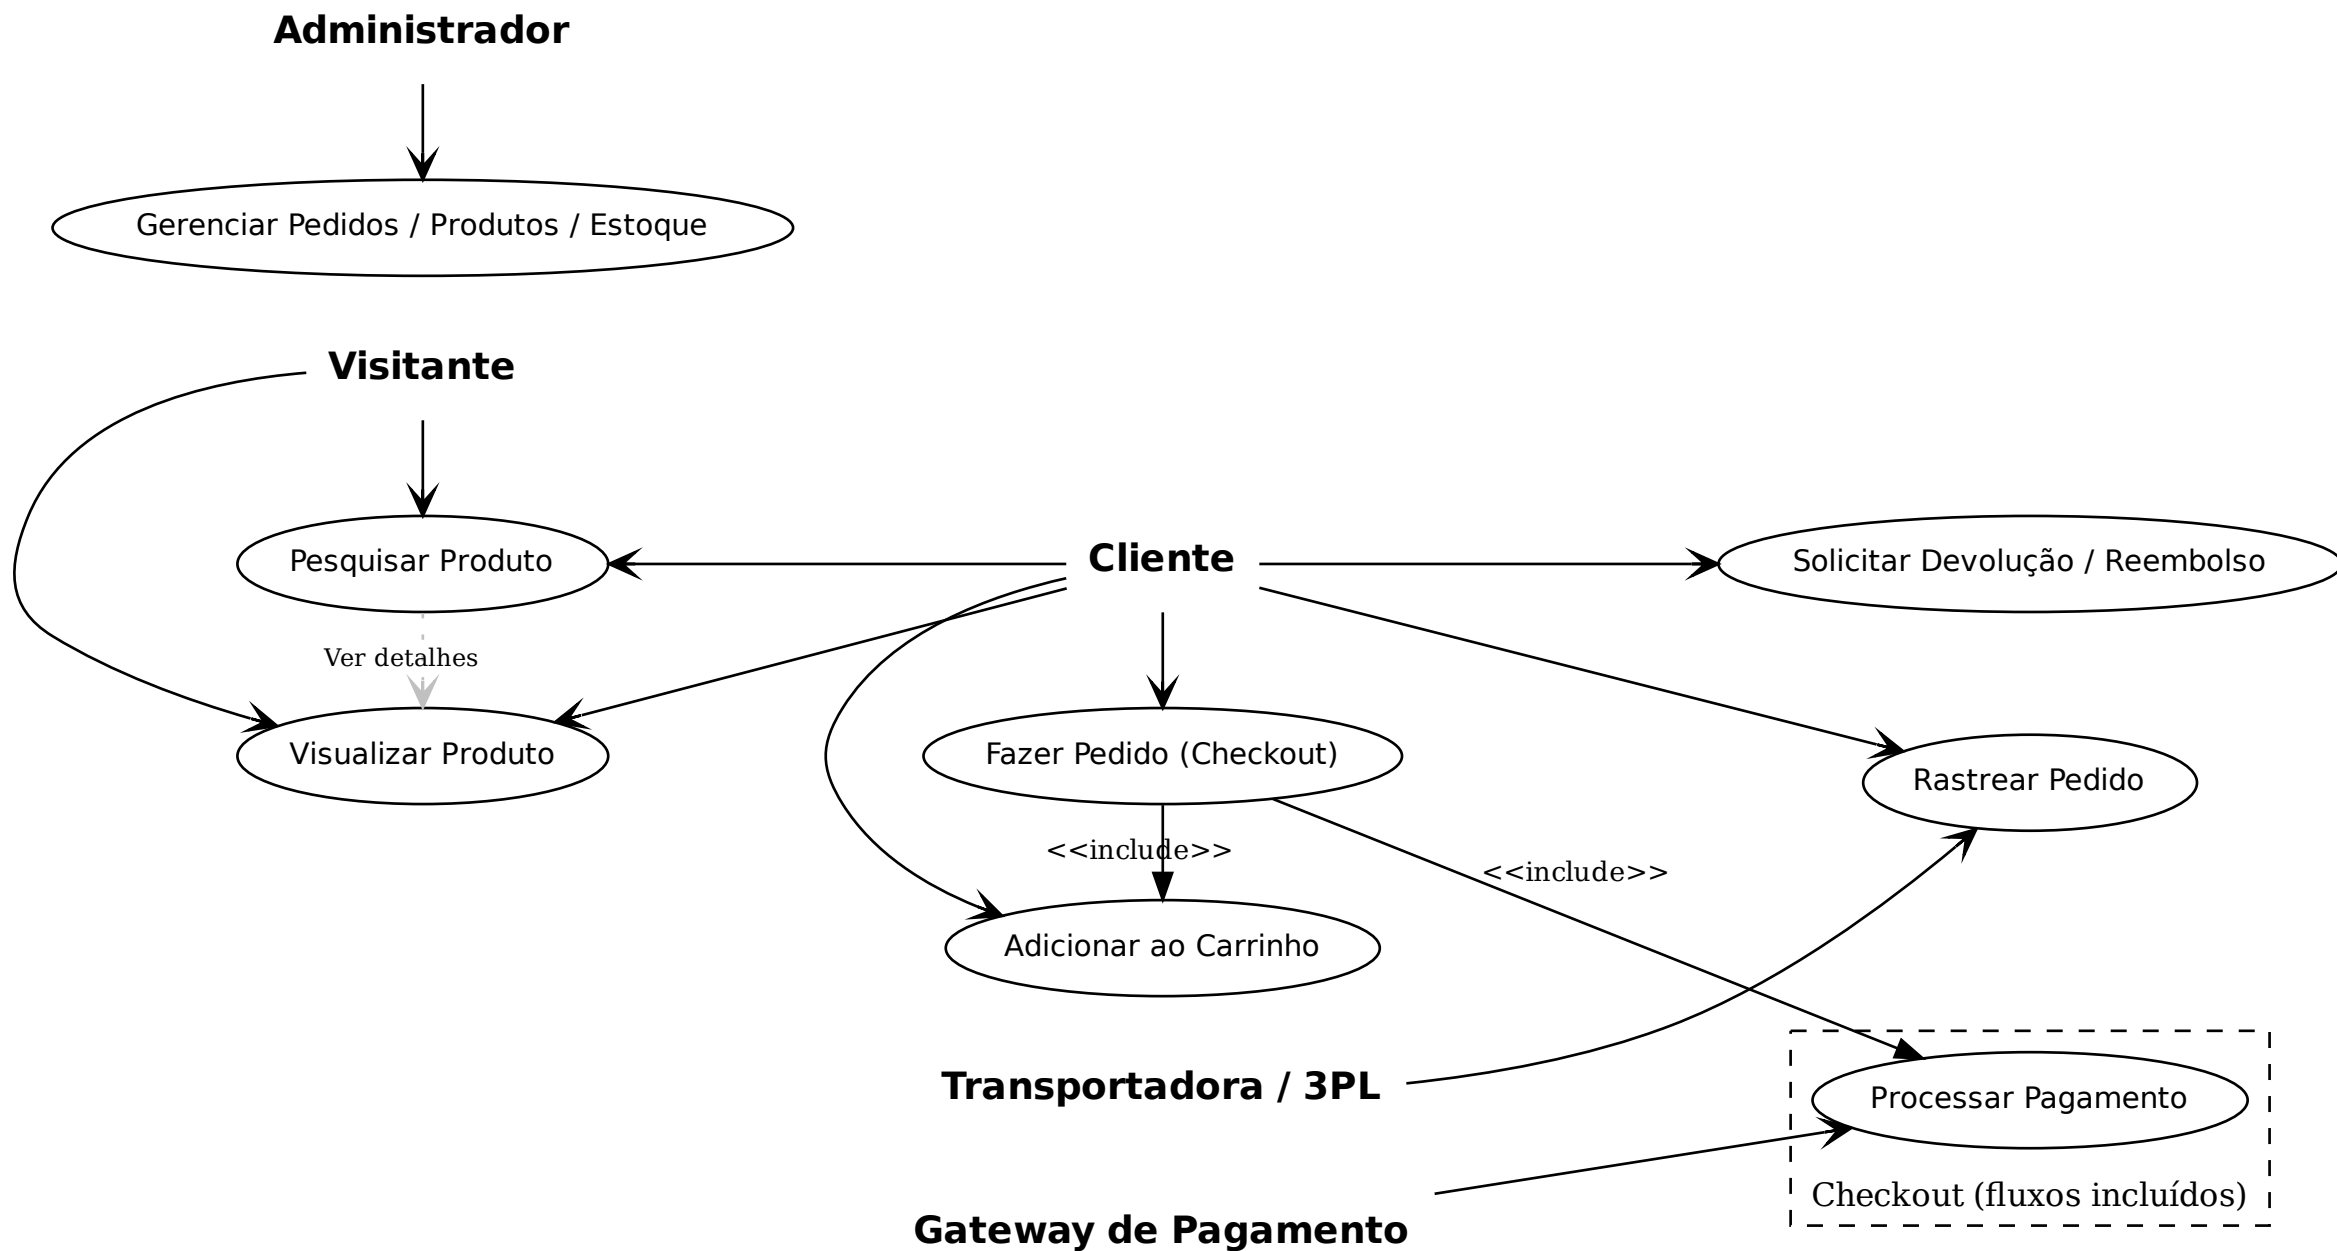 Administrador
Gerenciar Pedidos / Produtos / Estoque
Visitante
Pesquisar Produto
Cliente
Solicitar Devolução / Reembolso
Ver detalhes
Visualizar Produto
Fazer Pedido (Checkout)
Rastrear Pedido
<<include>>
<<include>>
Adicionar ao Carrinho
Transportadora / 3PL
Processar Pagamento
Checkout (fluxos incluídos)
Gateway de Pagamento